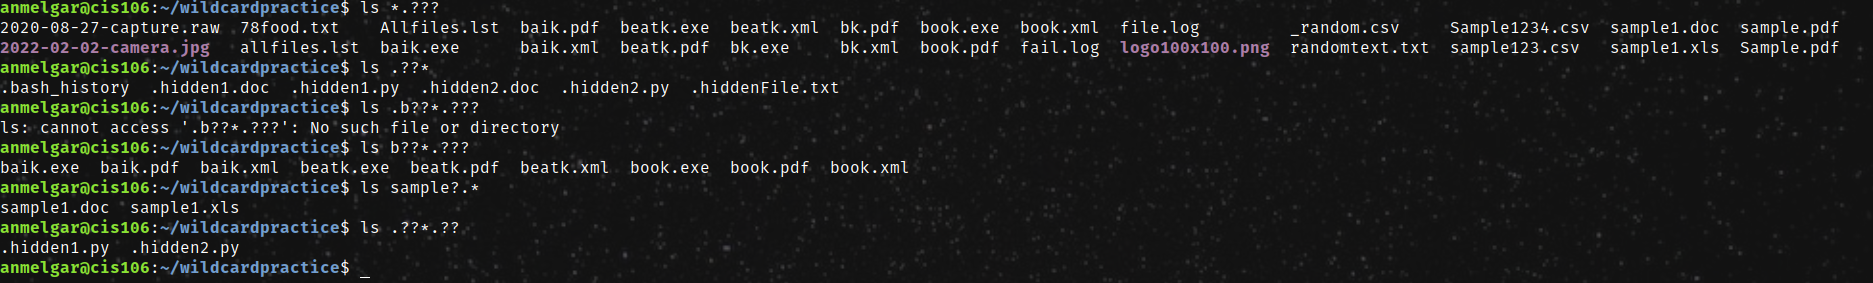 anmelgar@cis106:~/wildcardpractice$ ls *.???
2020-08-27-capture.raw  78food.txt    Allfiles.lst  baik.pdf  beatk.exe  beatk.xml  bk.pdf  book.exe  book.xml  file.log           _random.csv     Sample1234.csv  sample1.doc  sample.pdf
2022-02-02-camera.jpg   allfiles.lst  baik.exe      baik.xml  beatk.pdf  bk.exe     bk.xml  book.pdf  fail.log  logo100x100.png  randomtext.txt  sample123.csv   sample1.xls  Sample.pdf
anmelgar@cis106:~/wildcardpractice$ ls .??*
.bash_history  .hidden1.doc  .hidden1.py  .hidden2.doc  .hidden2.py  .hiddenFile.txt
anmelgar@cis106:~/wildcardpractice$ ls .b??*.???
ls: cannot access '.b??*.???': No such file or directory
anmelgar@cis106:~/wildcardpractice$ ls b??*.???
baik.exe  baik.pdf  baik.xml  beatk.exe  beatk.pdf  beatk.xml  book.exe  book.pdf  book.xml
anmelgar@cis106:~/wildcardpractice$ ls sample?.*
sample1.doc  sample1.xls
anmelgar@cis106:~/wildcardpractice$ ls .??*.??
.hidden1.py  .hidden2.py
anmelgar@cis106:~/wildcardpractice$ _